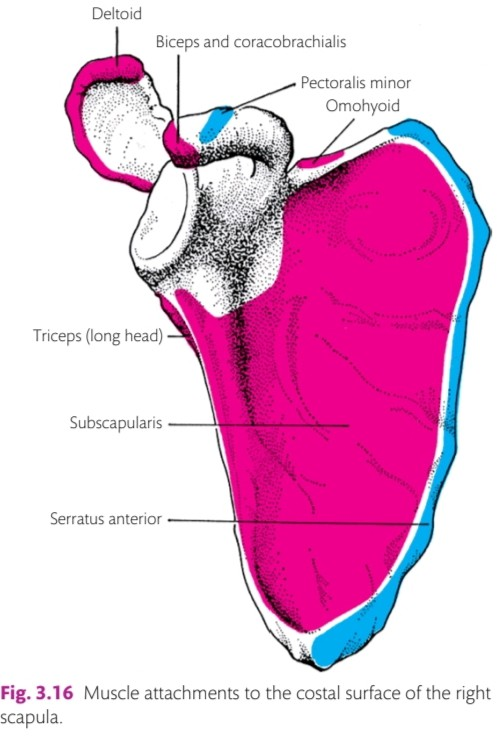 Deltoid
Biceps and coracobrachialis
Pectoralis minor
Omohyoid
Triceps (long head)
Subscapularis
Serratus anterior
Fig. 3.16 Muscle attachments to the costal surface of the right
scapula.